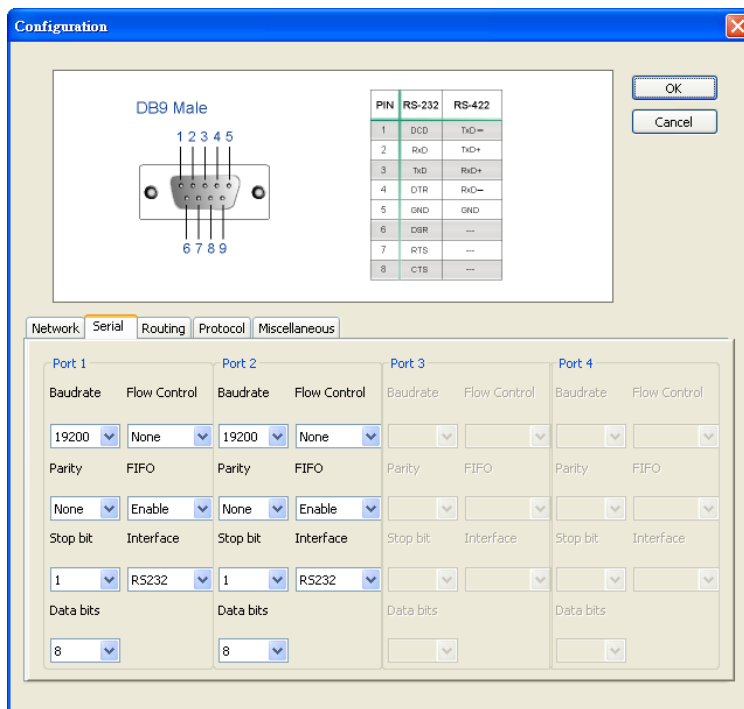 Configuration
OK
Cancel
DB9 Male
1 2 3 4 5
6 7 8 9
PIN RS-232 RS-422
1 DCD TxD-
2 RxD TxD+
3 TxD RxD+
4 DTR RxD-
5 GND GND
6 DSR ---
7 RTS ---
8 CTS ---
Network Serial Routing Protocol Miscellaneous
Port 1 Port 2 Port 3 Port 4
Baudrate Flow Control Baudrate Flow Control Baudrate Flow Control Baudrate Flow Control
19200 None 19200 None
Parity FIFO Parity FIFO Parity FIFO Parity FIFO
None Enable None Enable
Stop bit Interface Stop bit Interface Stop bit Interface Stop bit Interface
1 RS232 1 RS232
Data bits Data bits Data bits Data bits
8 8